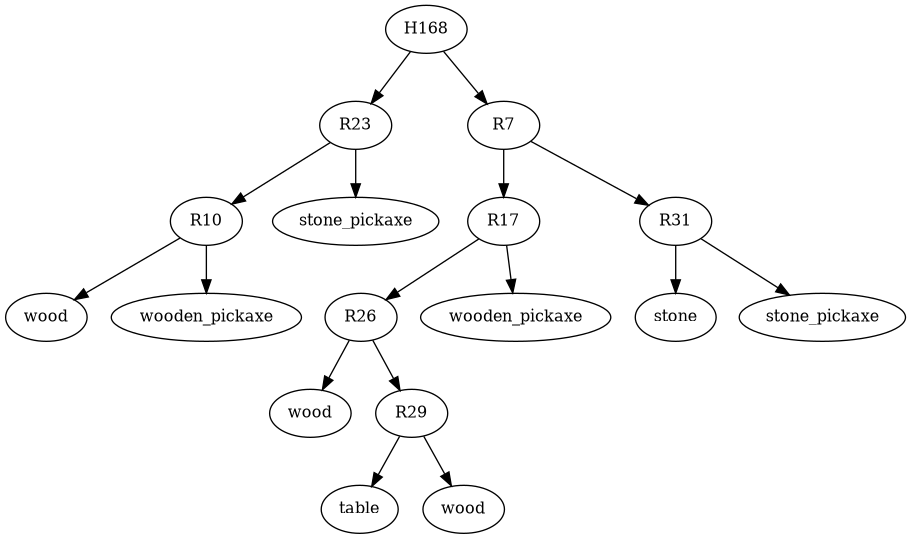 H168
R23
R7
R10
stone_pickaxe
R17
R31
wood
wooden_pickaxe
R26
wooden_pickaxe
stone
stone_pickaxe
wood
R29
table
wood